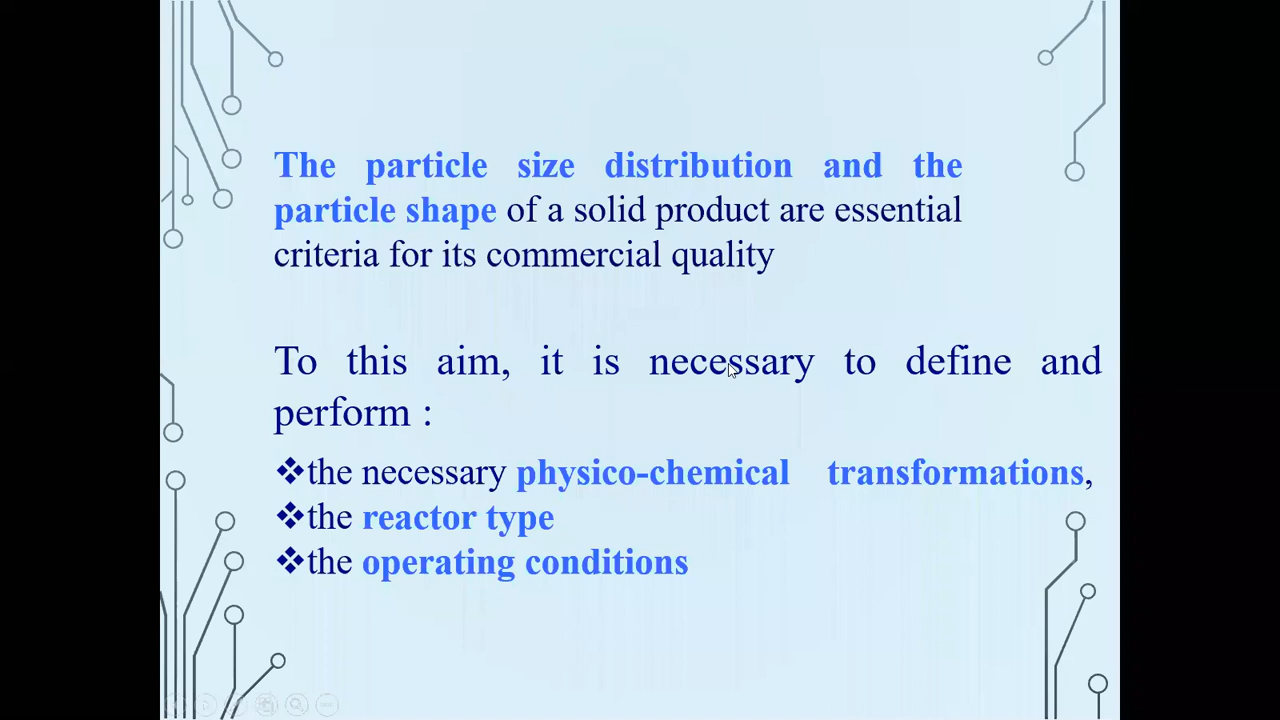 The particle size distribution and the
particle shape of a solid product are essential
criteria for its commercial quality
To this aim, it is necessary to define and
perform :
❖the necessary physico-chemical transformations,
❖the reactor type
❖the operating conditions